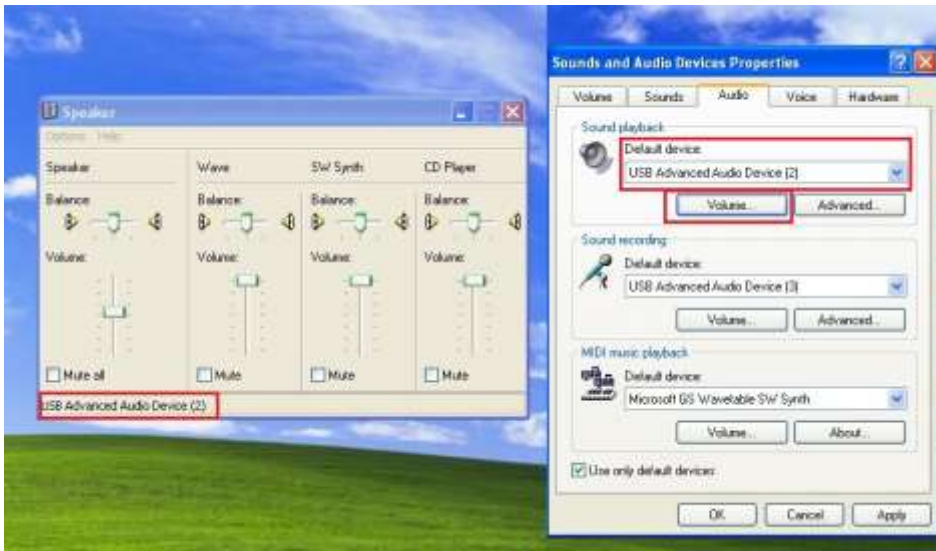 Speaker
Options Help
Speaker
Wave
SW Synth
CD Player
Balance:
Balance:
Balance:
Balance:
Volume:
Volume:
Volume:
Volume:
Mute all
Mute
Mute
Mute
USB Advanced Audio Device (2)
Sounds and Audio Devices Properties
Volume Sounds Audio Voice Hardware
Sound playback
Default device:
USB Advanced Audio Device (2)
Volume... Advanced...
Sound recording
Default device:
USB Advanced Audio Device (3)
Volume... Advanced...
MIDI music playback
Default device:
Microsoft GS Wavetable SW Synth
Volume... About...
Use only default devices
OK Cancel Apply